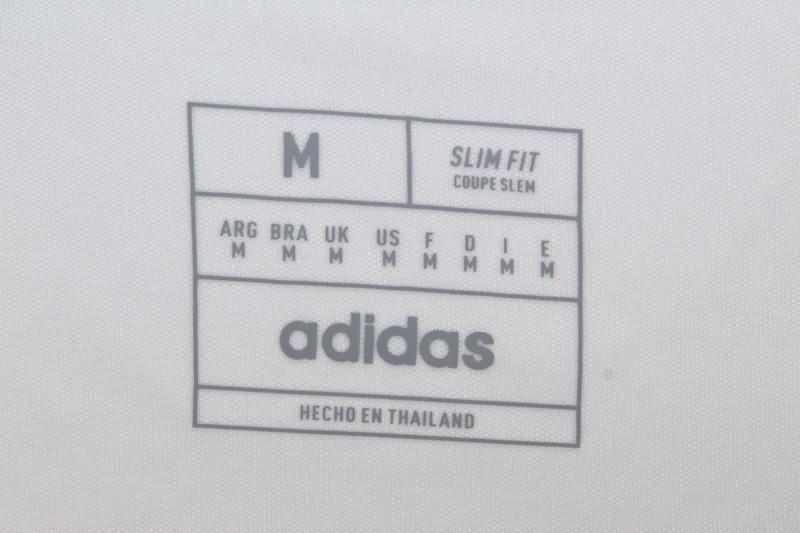 M
SLIM FIT
COUPE SLEM
ARG BRA UK US F D I E
M M M M M M M M
adidas
HECHO EN THAILAND